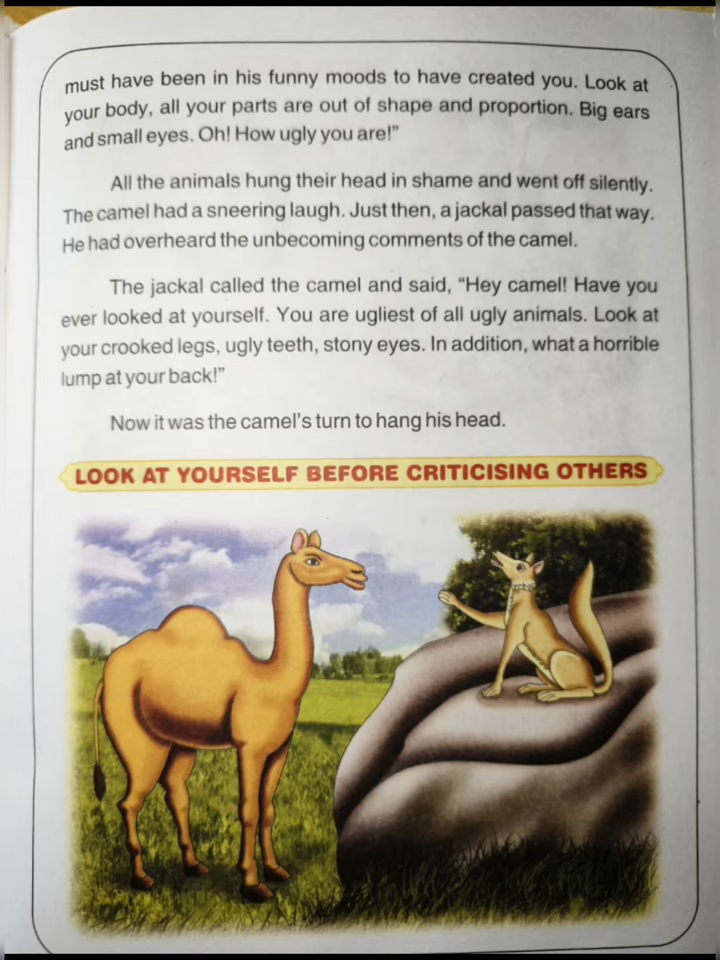 must have been in his funny moods to have created you. Look at
your body, all your parts are out of shape and proportion. Big ears
and small eyes. Oh! How ugly you are!”
All the animals hung their head in shame and went off silently.
The camel had a sneering laugh. Just then, a jackal passed that way.
He had overheard the unbecoming comments of the camel.
The jackal called the camel and said, “Hey camel! Have you
ever looked at yourself. You are ugliest of all ugly animals. Look at
your crooked legs, ugly teeth, stony eyes. In addition, what a horrible
lump at your back!”
Now it was the camel’s turn to hang his head.
LOOK AT YOURSELF BEFORE CRITICISING OTHERS